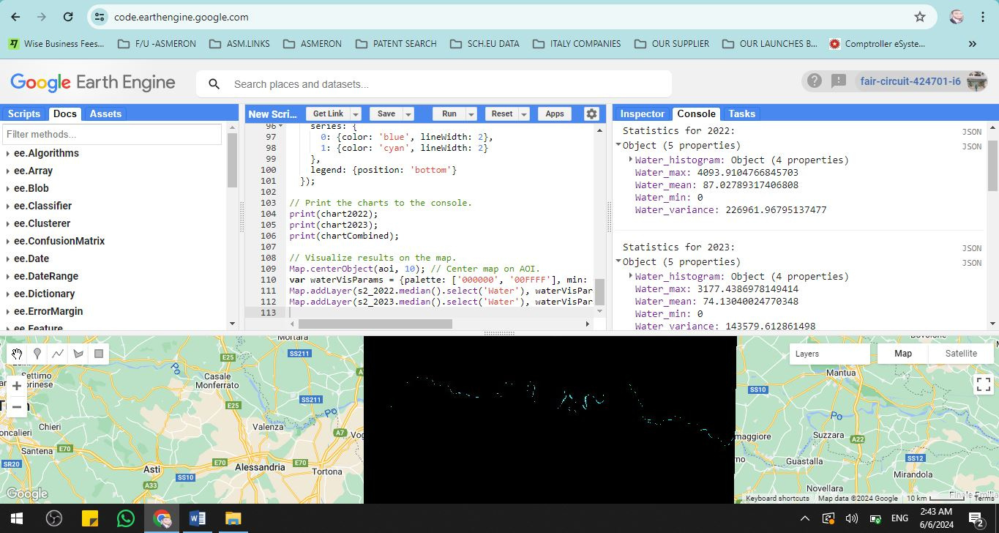 code.earthengine.google.com
Wise Business Fees...
F/U -ASMERON
ASM.LINKS
ASMERON
PATENT SEARCH
SCH.EU DATA
ITALY COMPANIES
OUR SUPPLIER
OUR LAUNCHES B...
Comptroller eSyste...
»
Google Earth Engine
Search places and datasets...
fair-circuit-424701-i6
Scripts Docs Assets
Filter methods...
ee.Algorithms
ee.Array
ee.Blob
ee.Classifier
ee.Clusterer
ee.ConfusionMatrix
ee.Date
ee.DateRange
ee.Dictionary
ee.ErrorMargin
ee.Feature
New Scri... Get Link Save Run Reset Apps
96 series: {
97 0: {color: 'blue', lineWidth: 2},
98 1: {color: 'cyan', lineWidth: 2}
99 },
100 legend: {position: 'bottom'}
101 });
102
103 // Print the charts to the console.
104 print(chart2022);
105 print(chart2023);
106 print(chartCombined);
107
108 // Visualize results on the map.
109 Map.centerObject(aoi, 10); // Center map on AOI.
110 var waterVisParams = {palette: ['000000', '00FFFF'], min:
111 Map.addLayer(s2_2022.median().select('Water'), waterVisPar
112 Map.addLayer(s2_2023.median().select('Water'), waterVisPar
113
Inspector Console Tasks
Statistics for 2022: JSON
Object (5 properties) JSON
Water_histogram: Object (4 properties)
Water_max: 4093.9104766845703
Water_mean: 87.02789317406808
Water_min: 0
Water_variance: 226961.96795137477
Statistics for 2023: JSON
Object (5 properties) JSON
Water_histogram: Object (4 properties)
Water_max: 3177.4386978149414
Water_mean: 74.13040024770348
Water_min: 0
Water_variance: 143579.612861498
Mortara
SS211
E25
Po
Casale
Monferrato
Settimo
orinese
E25
SS211
Po
Chieri
Valenza
A7
Vog
oncalieri
Santena E70
SR20
Asti
E70
Alessandria
E70
Tortona
SS10
A33
Google
Layers
Map
Satellite
Mantua
SS10
Po
maggiore
Suzzara
A22
rno
Guastalla
SS12
Mirandola
Novellara
Finale Emilia
Keyboard shortcuts
Map data ©2024 Google
10 km
Terms
ENG
2:43 AM
6/6/2024
2